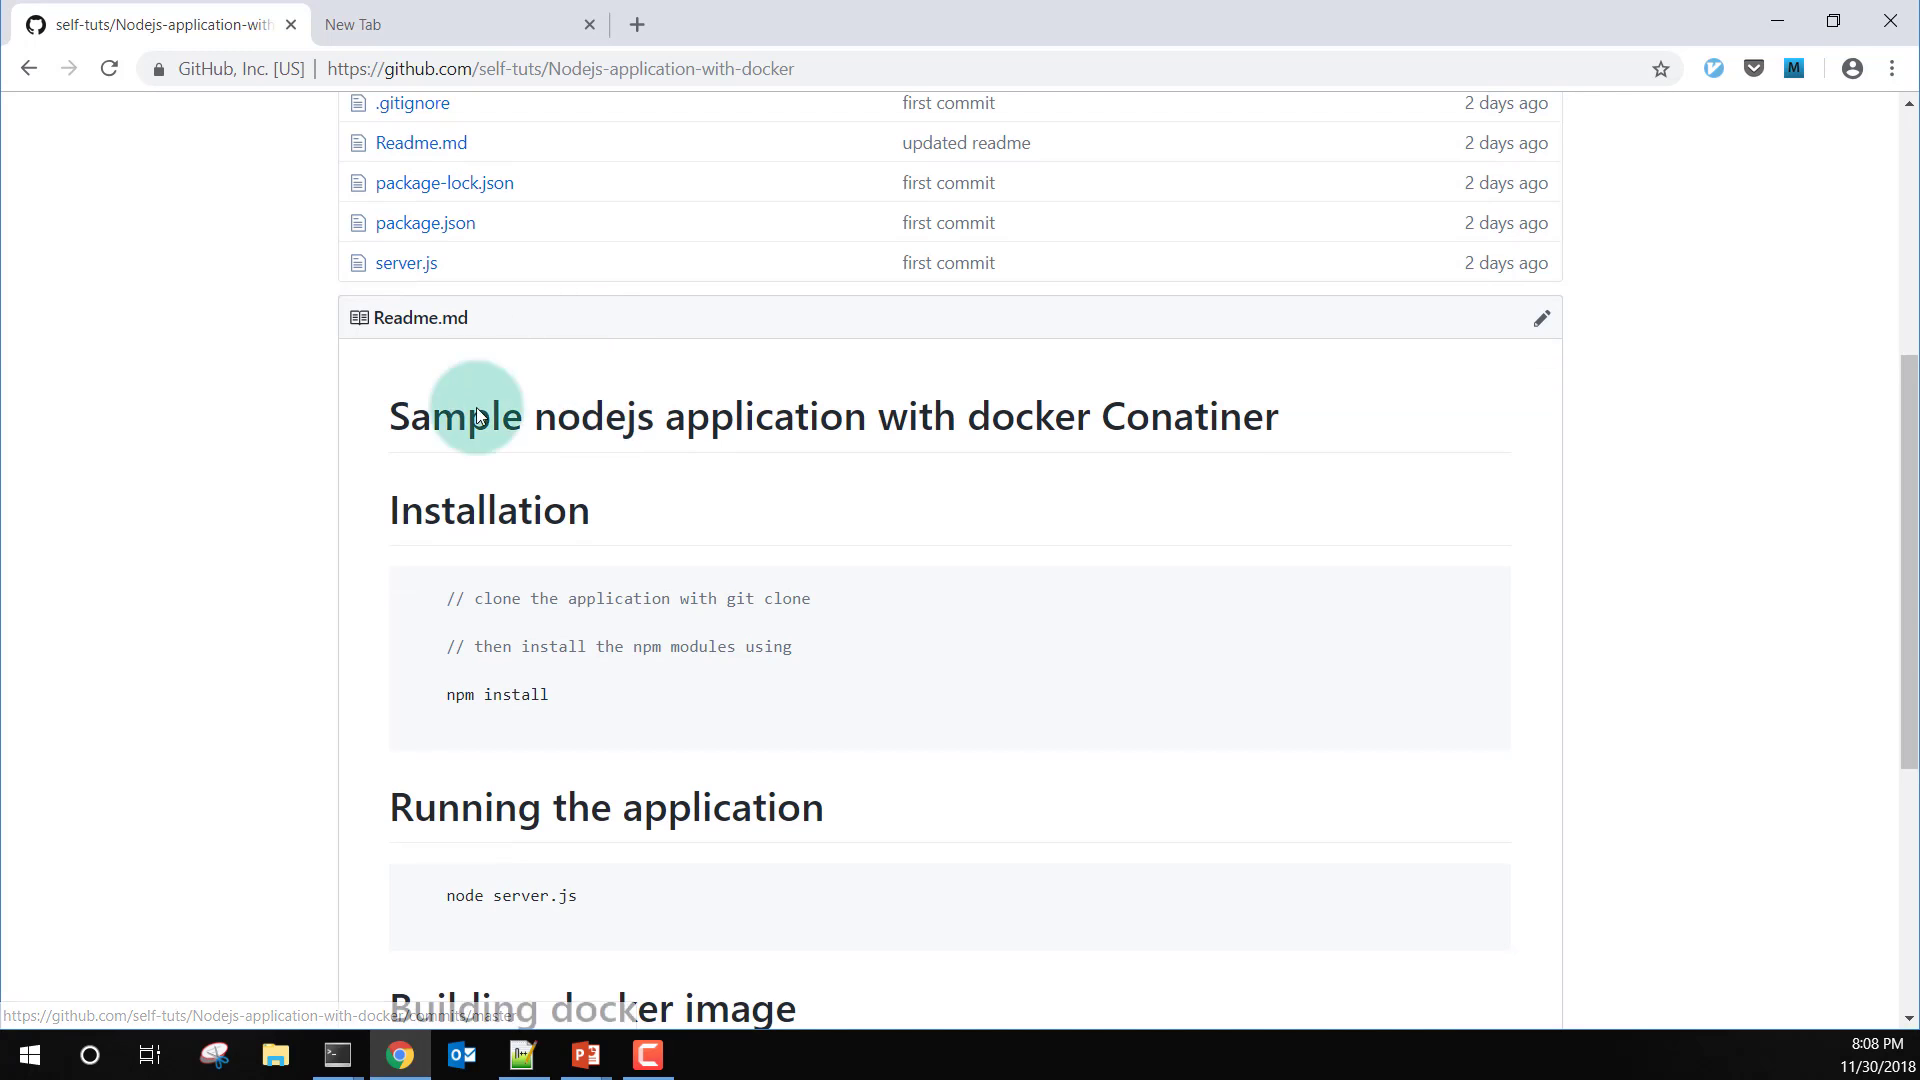 self-tuts/Nodejs-application-with
New Tab
GitHub, Inc. [US] | https://github.com/self-tuts/Nodejs-application-with-docker
M
.gitignore first commit 2 days ago
Readme.md updated readme 2 days ago
package-lock.json first commit 2 days ago
package.json first commit 2 days ago
server.js first commit 2 days ago
Readme.md
Sample nodejs application with docker Conatiner
Installation
// clone the application with git clone
// then install the npm modules using
npm install
Running the application
node server.js
Building docker image
https://github.com/self-tuts/Nodejs-application-with-docker/commits/master
8:08 PM
11/30/2018